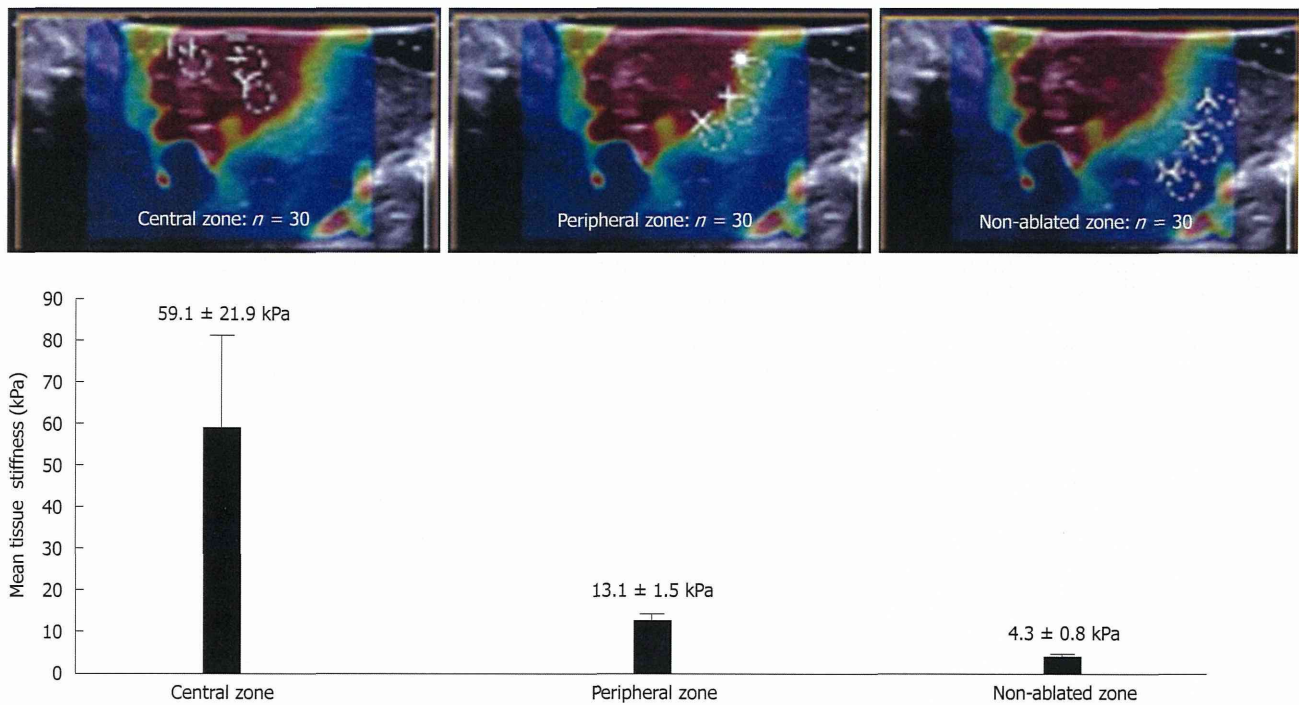 Central zone: n = 30
Peripheral zone: n = 30
Non-ablated zone: n = 30
Mean tissue stiffness (kPa)
90
80
70
60
50
40
30
20
10
0
59.1 ± 21.9 kPa
13.1 ± 1.5 kPa
4.3 ± 0.8 kPa
Central zone
Peripheral zone
Non-ablated zone